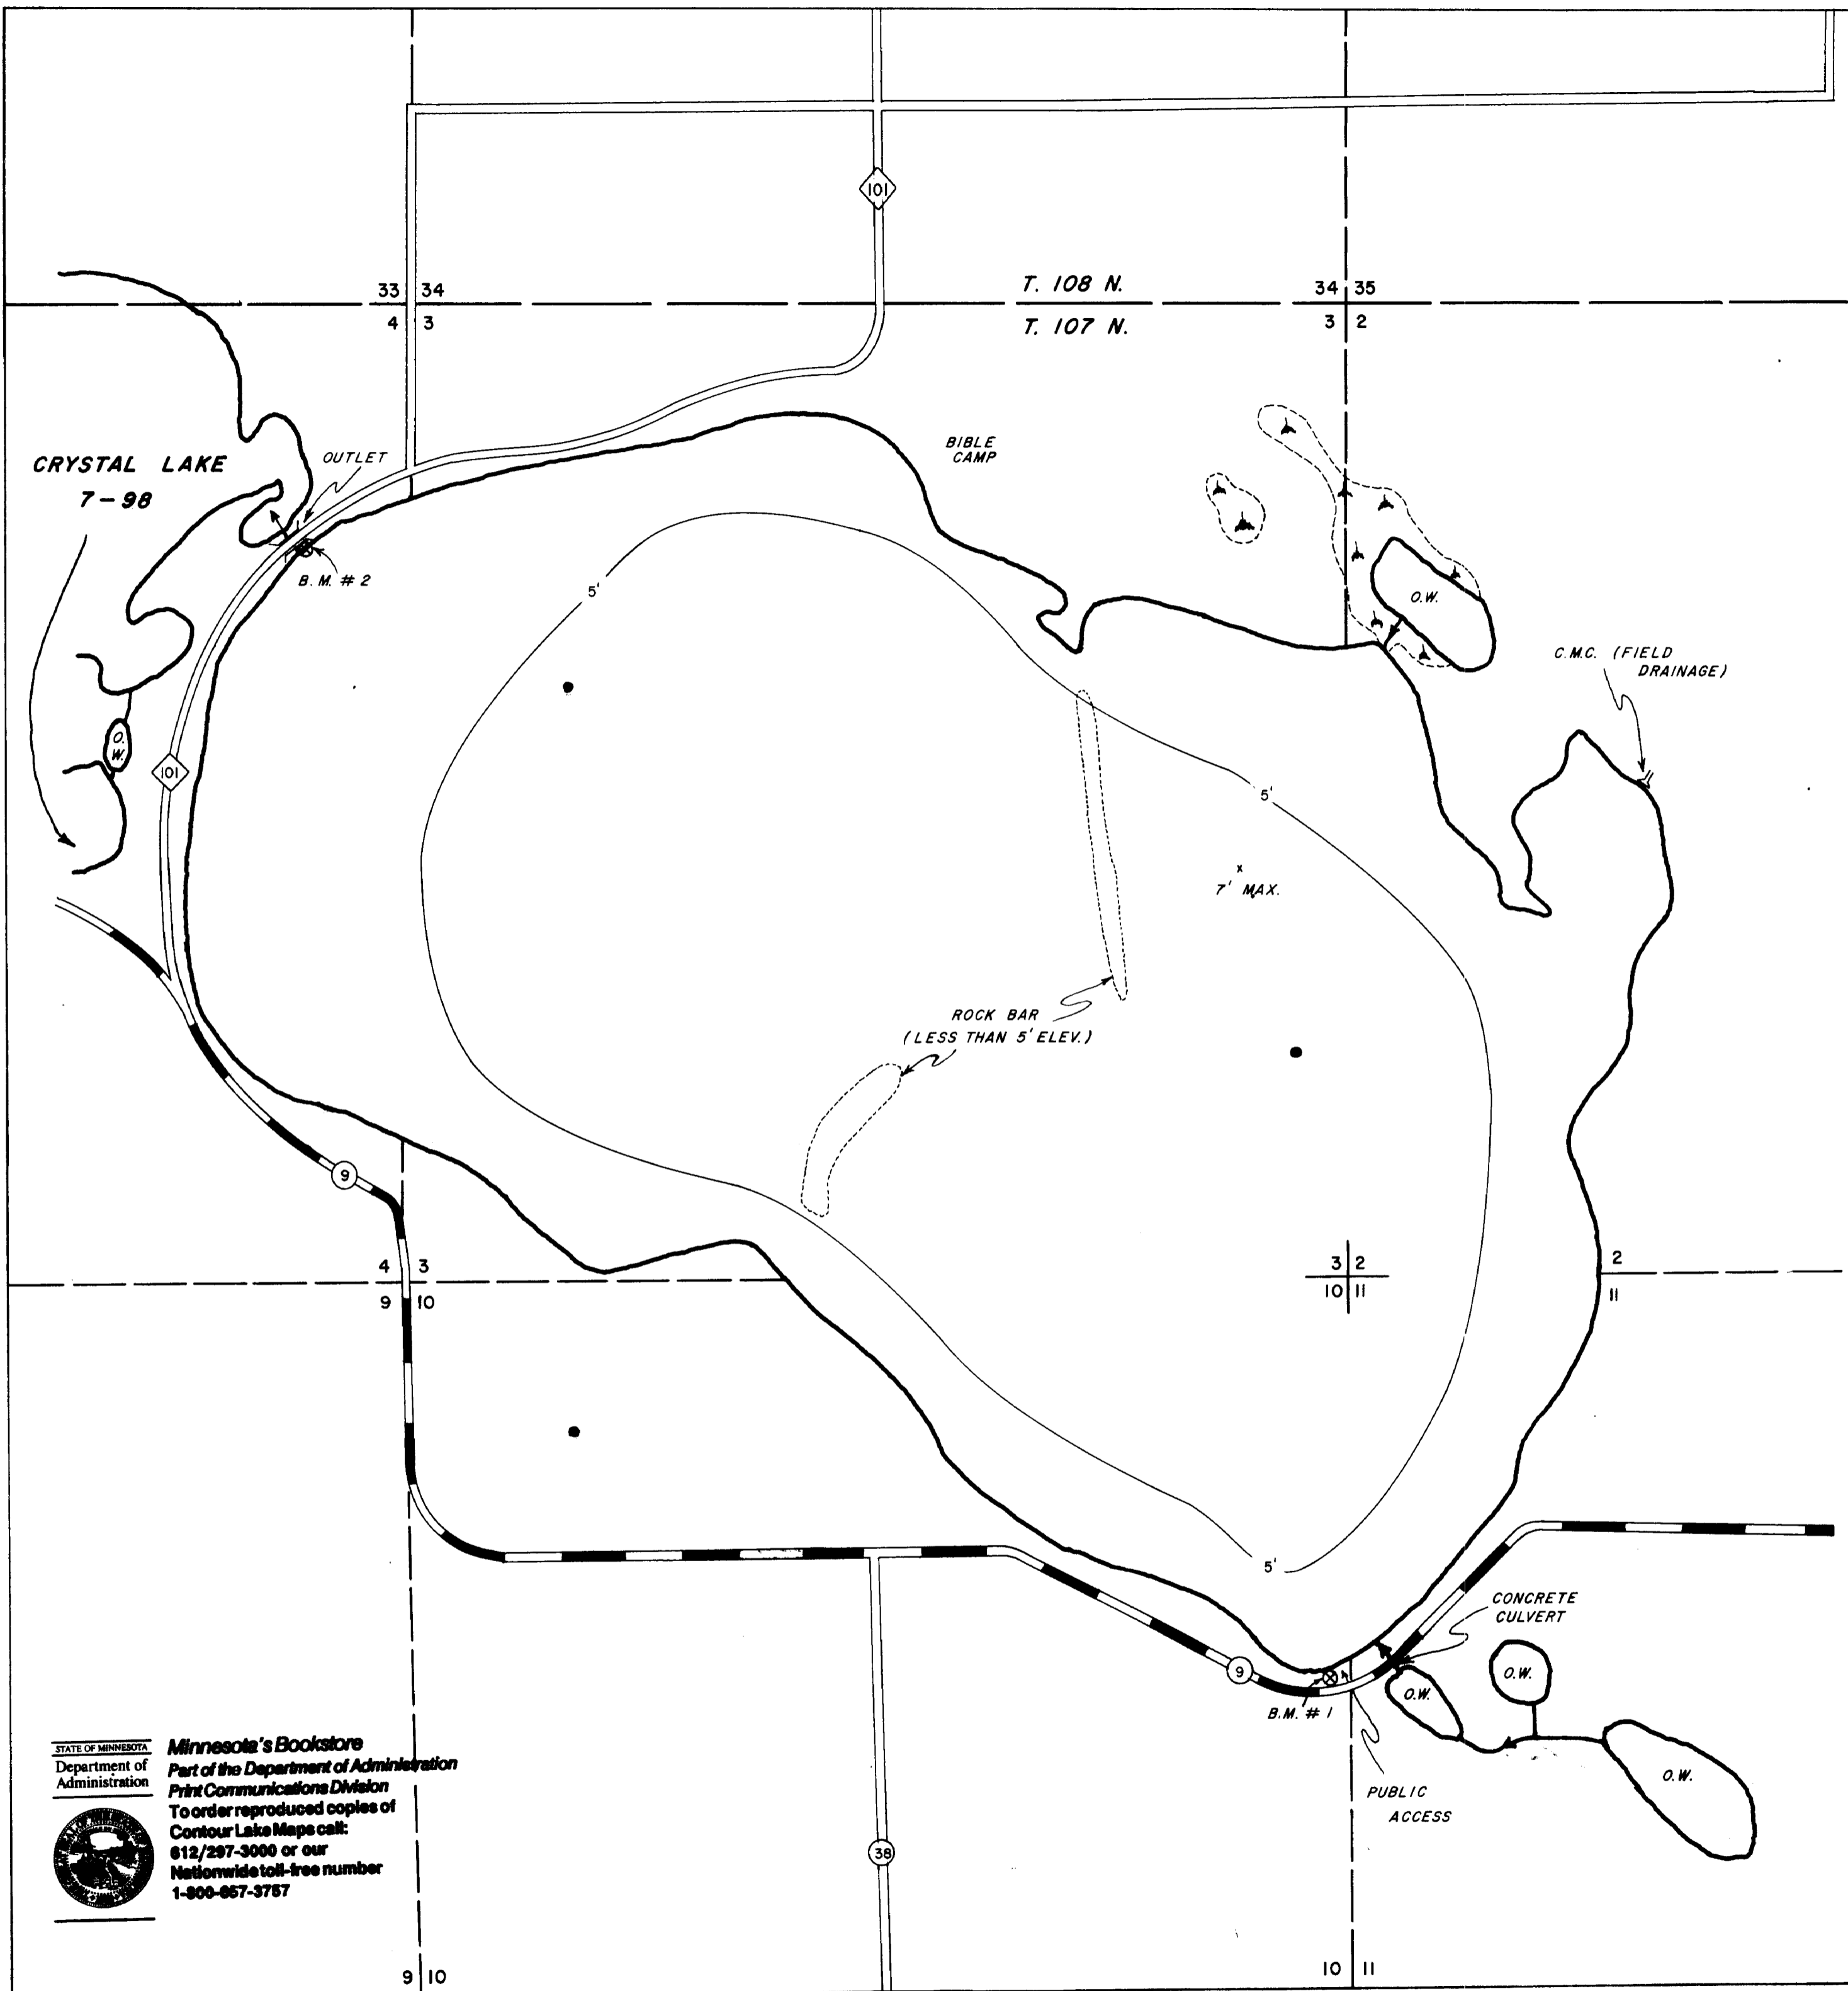 101
T. 108 N.
33 34
34 35
4 3
T. 107 N.
3 2
CRYSTAL LAKE
7-98
OUTLET
B.M. # 2
BIBLE
CAMP
5'
O.W.
C.M.C. (FIELD
DRAINAGE)
O.
W.
101
5'
7' MAX.
ROCK BAR
(LESS THAN 5' ELEV.)
9
4 3
9 10
3 2
10 11
2
11
5'
CONCRETE
CULVERT
9
B.M. # 1
O.W.
O.W.
O.W.
PUBLIC
ACCESS
STATE OF MINNESOTA
Department of
Administration
Minnesota's Bookstore
Part of the Department of Administration
Print Communications Division
To order reproduced copies of
Contour Lake Maps call:
612/297-3000 or our
Nationwide toll-free number
1-800-657-3757
38
9 10
10 11